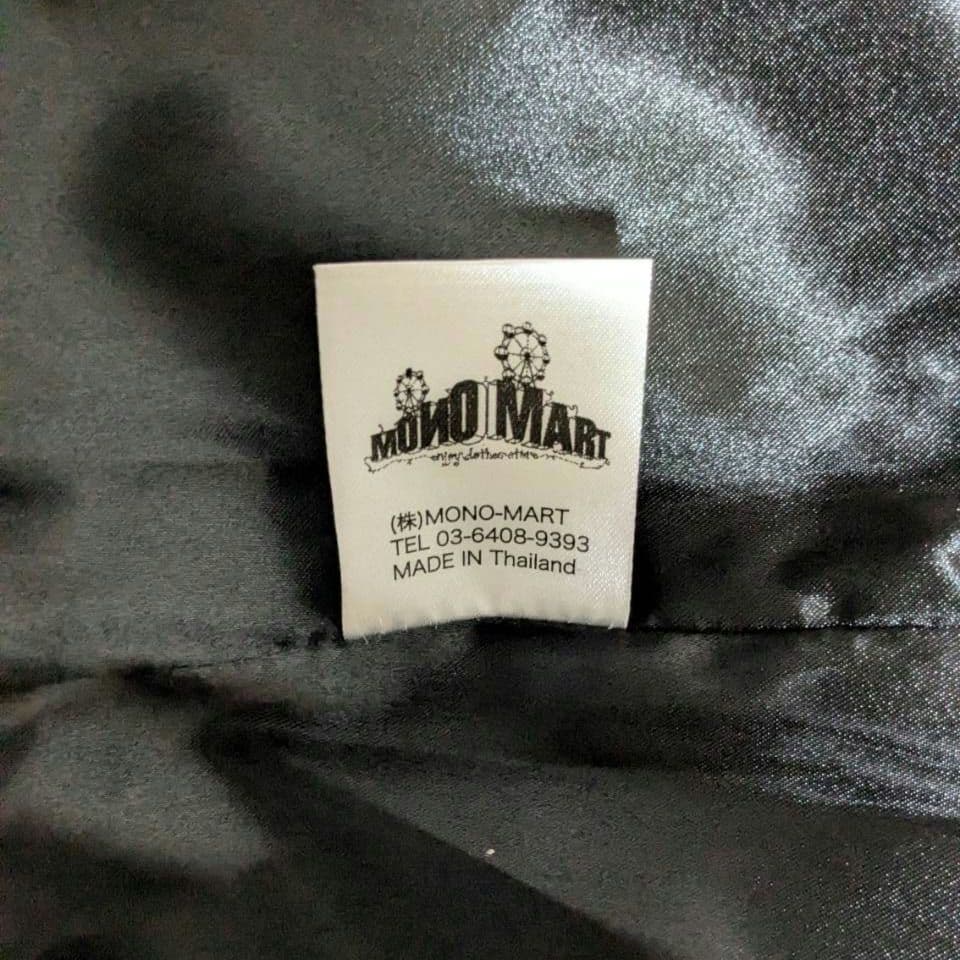 MONO MART
(株)MONO-MART
TEL 03-6408-9393
MADE IN Thailand